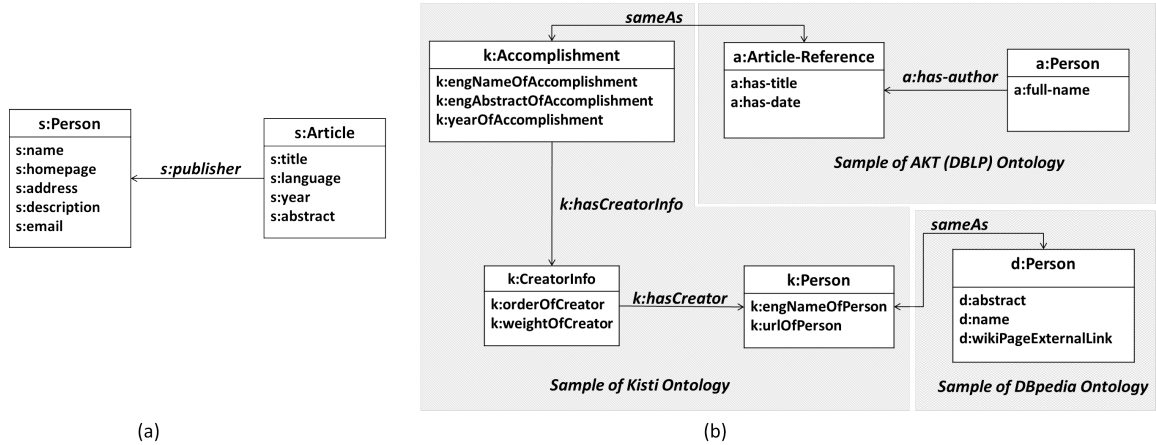 s:Person
s:name
s:homepage
s:address
s:description
s:email
s:publisher
s:Article
s:title
s:language
s:year
s:abstract
(a)
sameAs
k:Accomplishment
k:engNameOfAccomplishment
k:engAbstractOfAccomplishment
k:yearOfAccomplishment
a:Article-Reference
a:has-title
a:has-date
a:has-author
a:Person
a:full-name
Sample of AKT (DBLP) Ontology
k:hasCreatorInfo
k:CreatorInfo
k:orderOfCreator
k:weightOfCreator
k:hasCreator
k:Person
k:engNameOfPerson
k:urlOfPerson
Sample of Kisti Ontology
sameAs
d:Person
d:abstract
d:name
d:wikiPageExternalLink
Sample of DBpedia Ontology
(b)